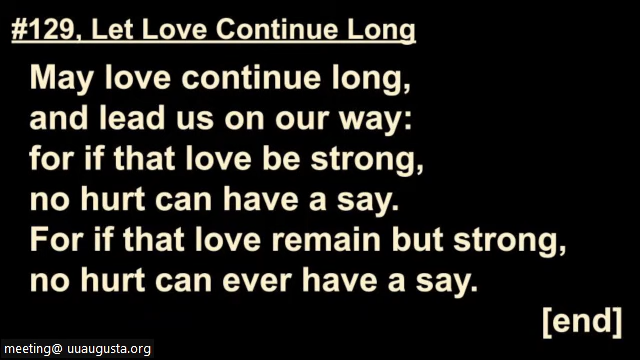 #129, Let Love Continue Long
May love continue long,
and lead us on our way:
for if that love be strong,
no hurt can have a say.
For if that love remain but strong,
no hurt can ever have a say.
[end]
meeting@ uuaugusta.org